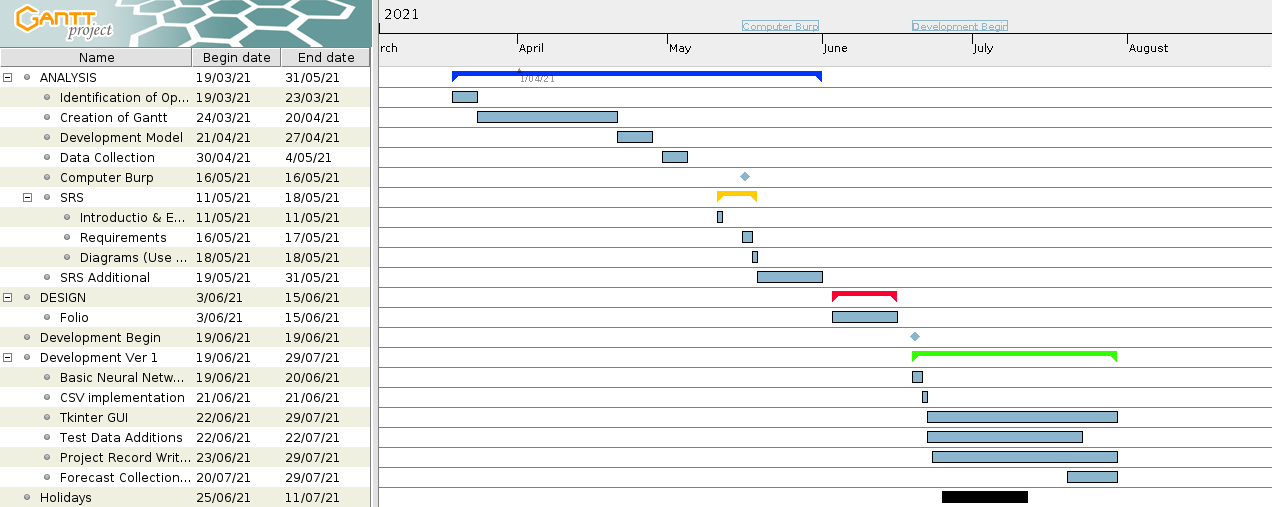 GANTT
project
2021
Computer Burp
Development Begin
rch
April
May
June
July
August
Name Begin date End date
ANALYSIS 19/03/21 31/05/21
1/04/21
Identification of Op... 19/03/21 23/03/21
Creation of Gantt 24/03/21 20/04/21
Development Model 21/04/21 27/04/21
Data Collection 30/04/21 4/05/21
Computer Burp 16/05/21 16/05/21
SRS 11/05/21 18/05/21
Introductio & E... 11/05/21 11/05/21
Requirements 16/05/21 17/05/21
Diagrams (Use ... 18/05/21 18/05/21
SRS Additional 19/05/21 31/05/21
DESIGN 3/06/21 15/06/21
Folio 3/06/21 15/06/21
Development Begin 19/06/21 19/06/21
Development Ver 1 19/06/21 29/07/21
Basic Neural Netw... 19/06/21 20/06/21
CSV implementation 21/06/21 21/06/21
Tkinter GUI 22/06/21 29/07/21
Test Data Additions 22/06/21 22/07/21
Project Record Writ... 23/06/21 29/07/21
Forecast Collection... 20/07/21 29/07/21
Holidays 25/06/21 11/07/21